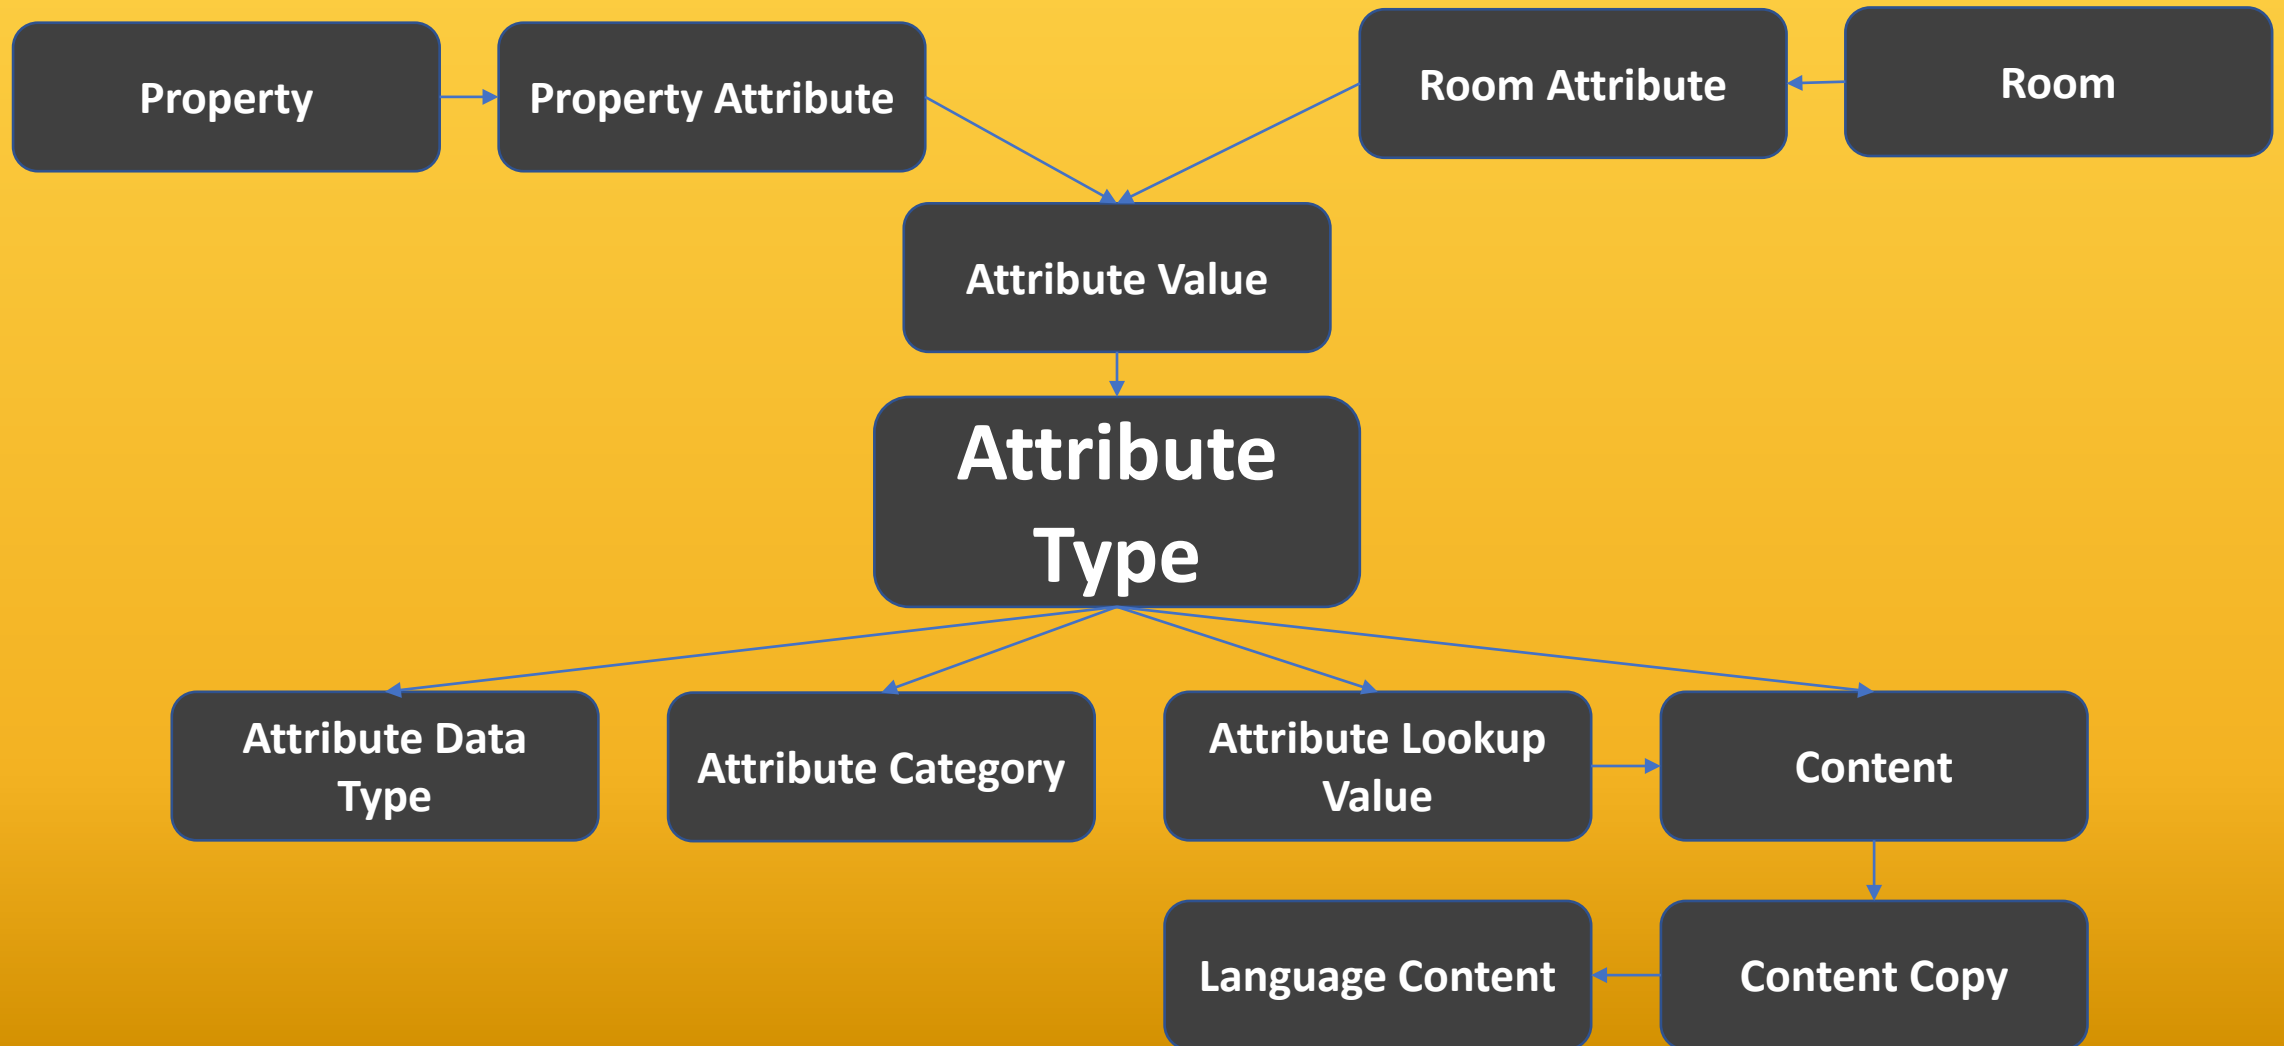 Property
Property Attribute
Room Attribute
Room
Attribute Value
Attribute
Type
Attribute Data
Type
Attribute Category
Attribute Lookup
Value
Content
Language Content
Content Copy